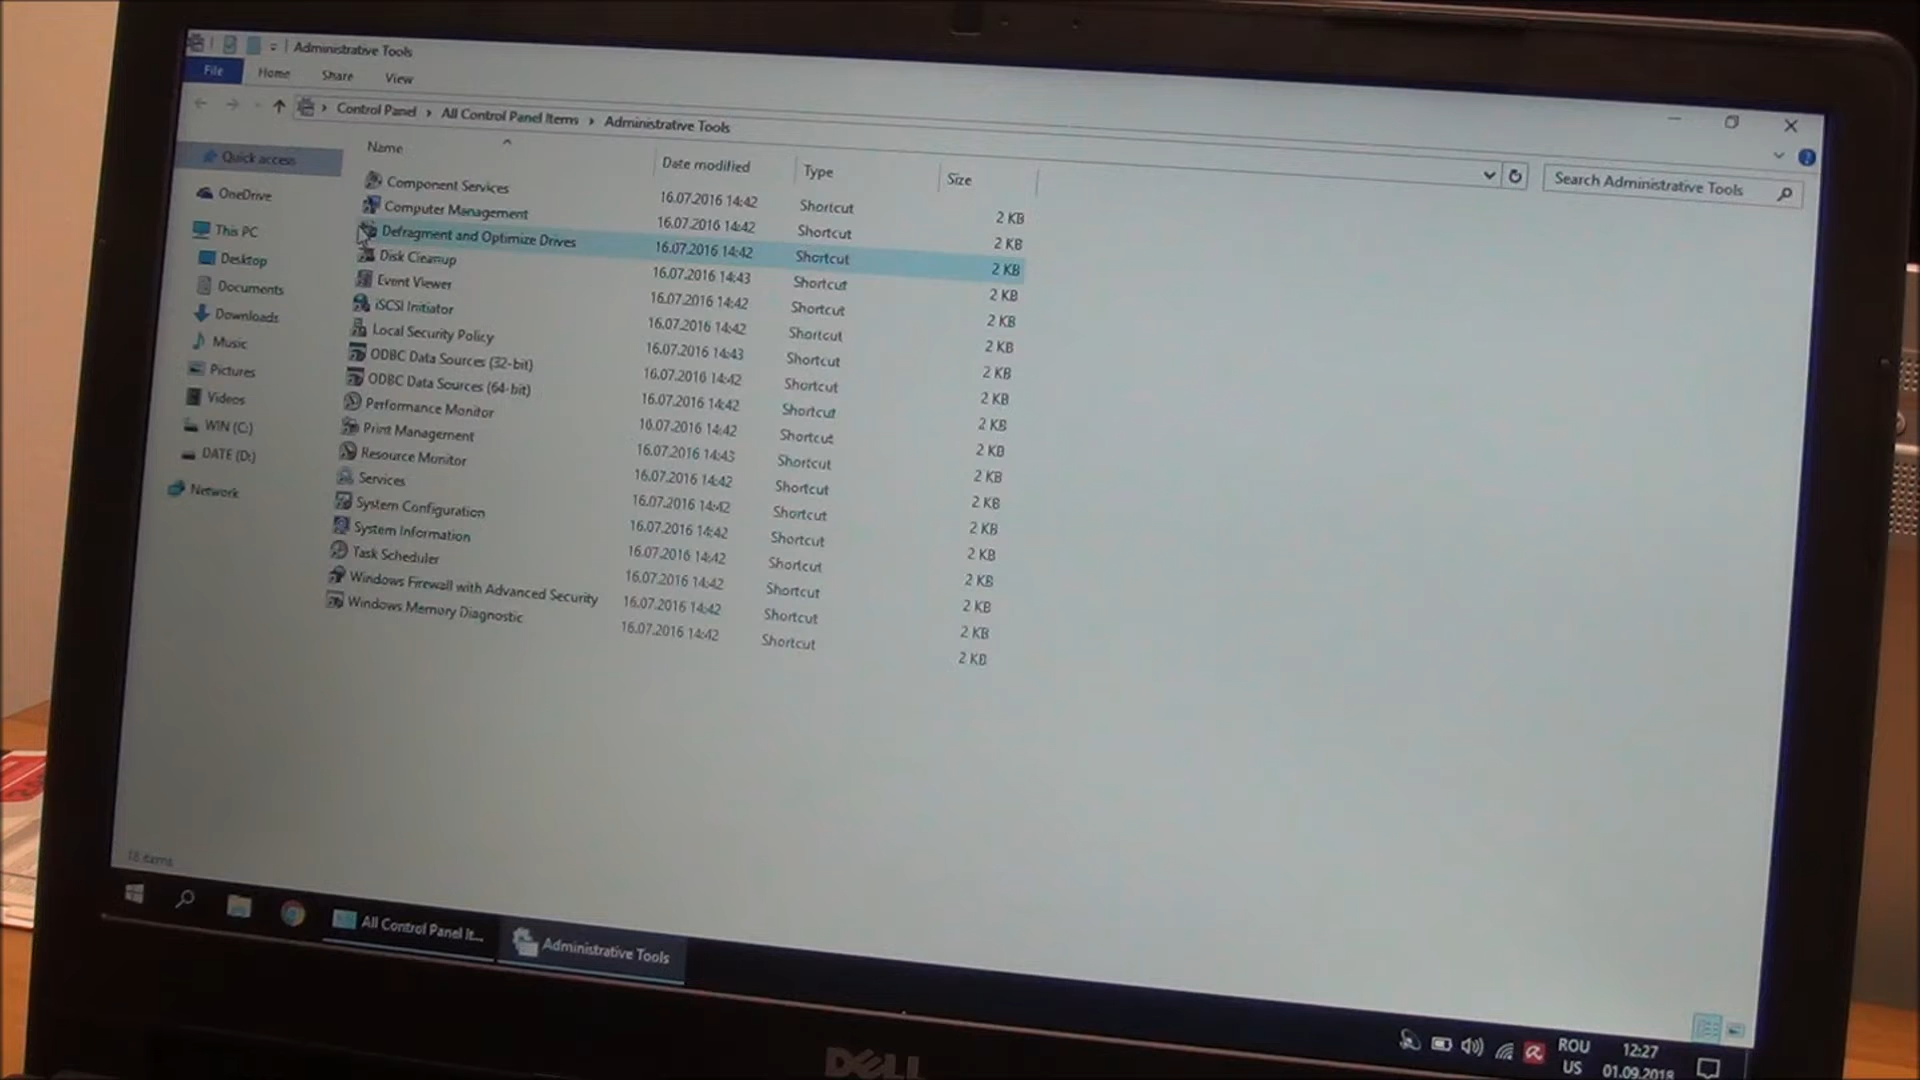 Administrative Tools
File Home Share View
Control Panel > All Control Panel Items > Administrative Tools
Search Administrative Tools
Name Date modified Type Size
Component Services 16.07.2016 14:42 Shortcut 2 KB
Computer Management 16.07.2016 14:42 Shortcut 2 KB
Defragment and Optimize Drives 16.07.2016 14:42 Shortcut 2 KB
Disk Cleanup 16.07.2016 14:43 Shortcut 2 KB
Event Viewer 16.07.2016 14:42 Shortcut 2 KB
iSCSI Initiator 16.07.2016 14:42 Shortcut 2 KB
Local Security Policy 16.07.2016 14:43 Shortcut 2 KB
ODBC Data Sources (32-bit) 16.07.2016 14:42 Shortcut 2 KB
ODBC Data Sources (64-bit) 16.07.2016 14:42 Shortcut 2 KB
Performance Monitor 16.07.2016 14:42 Shortcut 2 KB
Print Management 16.07.2016 14:43 Shortcut 2 KB
Resource Monitor 16.07.2016 14:42 Shortcut 2 KB
Services 16.07.2016 14:42 Shortcut 2 KB
System Configuration 16.07.2016 14:42 Shortcut 2 KB
System Information 16.07.2016 14:42 Shortcut 2 KB
Task Scheduler 16.07.2016 14:42 Shortcut 2 KB
Windows Firewall with Advanced Security 16.07.2016 14:42 Shortcut 2 KB
Windows Memory Diagnostic 16.07.2016 14:42 Shortcut 2 KB
Quick access
OneDrive
This PC
Desktop
Documents
Downloads
Music
Pictures
Videos
WIN (C:)
DATE (D:)
Network
18 items
All Control Panel It...
Administrative Tools
ROU
US
12:27
01.09.2018
DELL